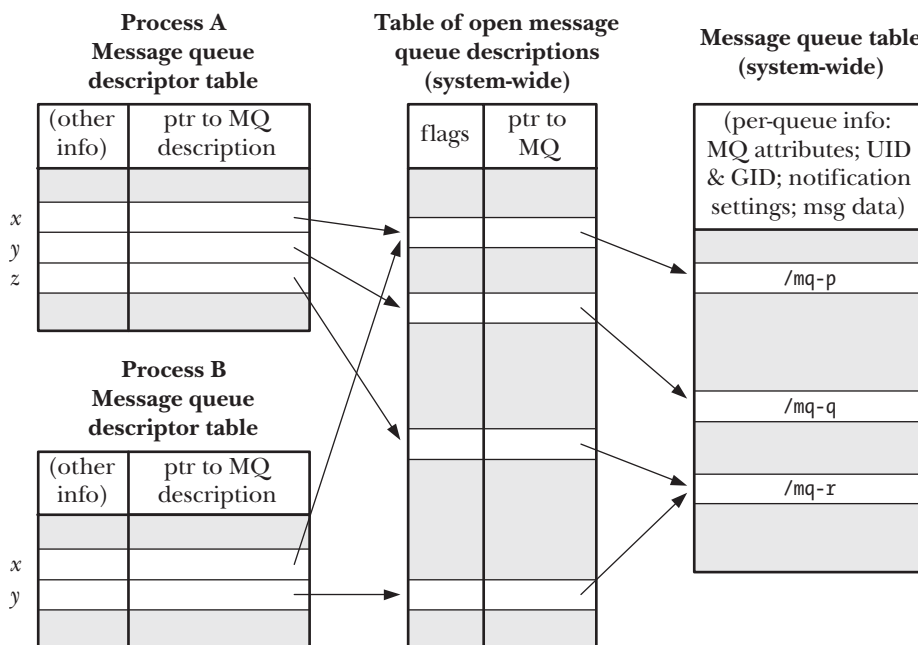 Process A
Message queue
descriptor table
(other
info)
ptr to MQ
description
x
y
z
Process B
Message queue
descriptor table
(other
info)
ptr to MQ
description
x
y
Table of open message
queue descriptions
(system-wide)
flags
ptr to
MQ
Message queue table
(system-wide)
(per-queue info:
MQ attributes; UID
& GID; notification
settings; msg data)
/mq-p
/mq-q
/mq-r